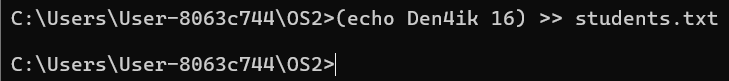 C:\Users\User-8063c744\OS2>(echo Den4ik 16) >> students.txt
C:\Users\User-8063c744\OS2>